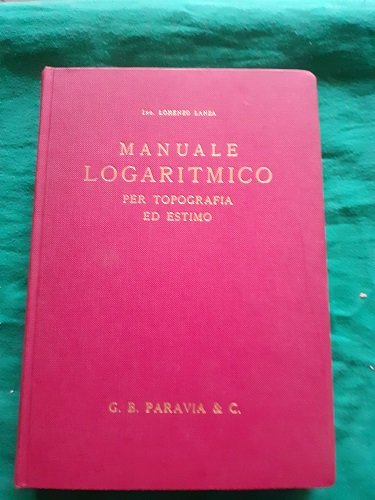 Ing. LORENZO LANZA
MANUALE
LOGARITMICO
PER TOPOGRAFIA
ED ESTIMO
G. B. PARAVIA & C.